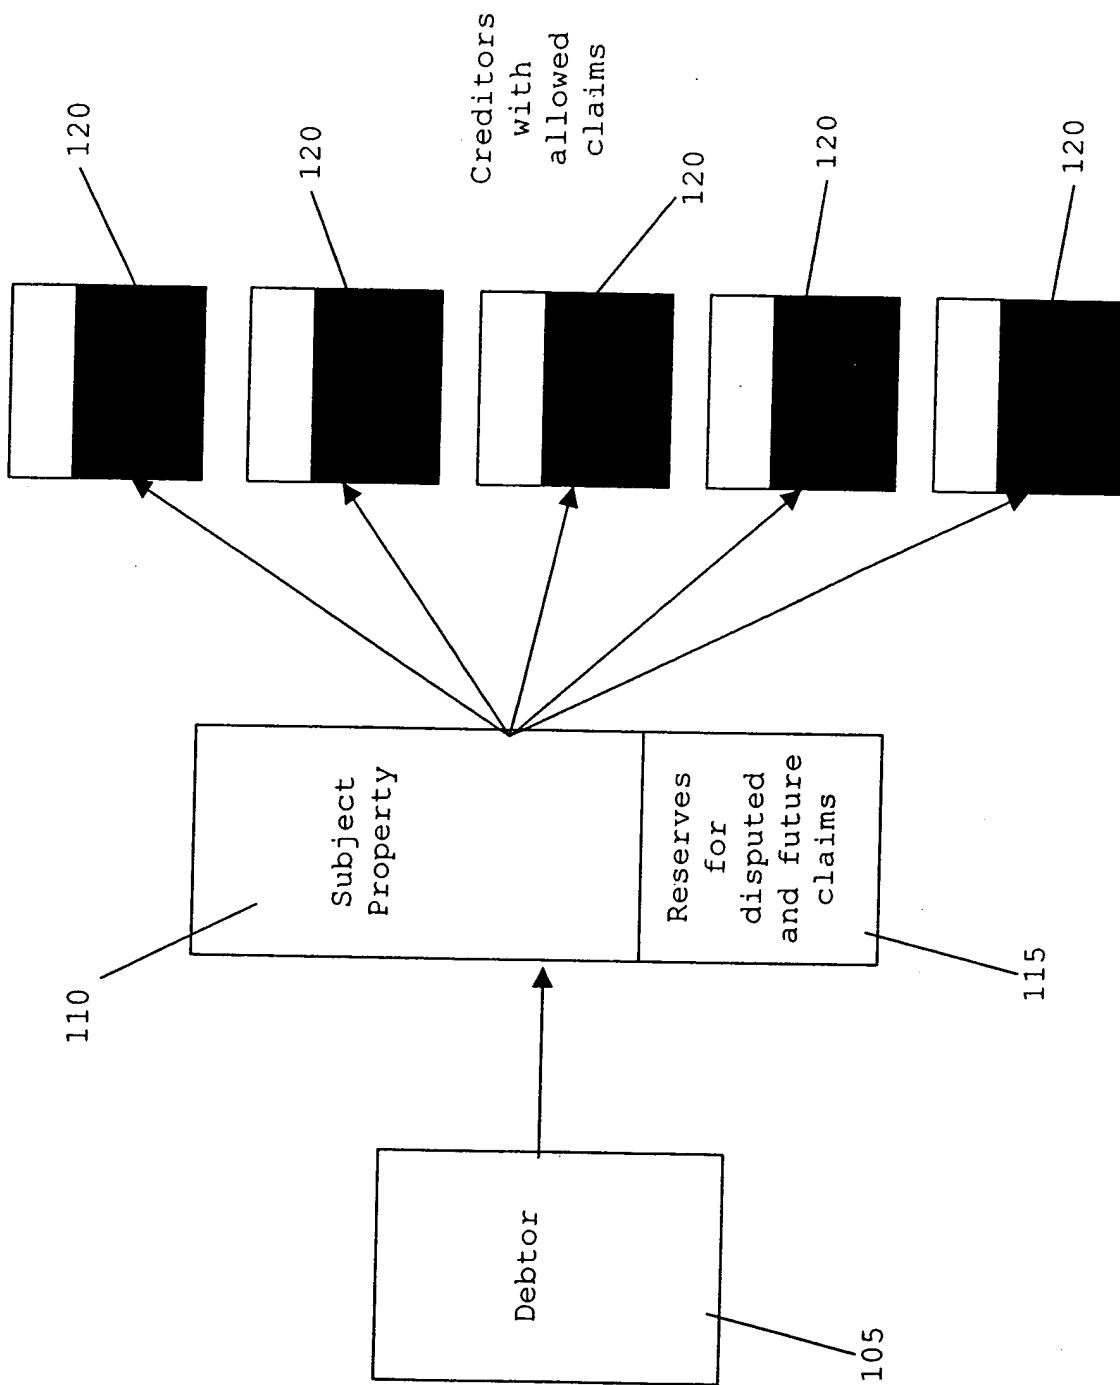 Debtor
105
110
Subject
Property
Reserves
for
disputed
and future
claims
115
120
120
Creditors
with
allowed
claims
120
120
120